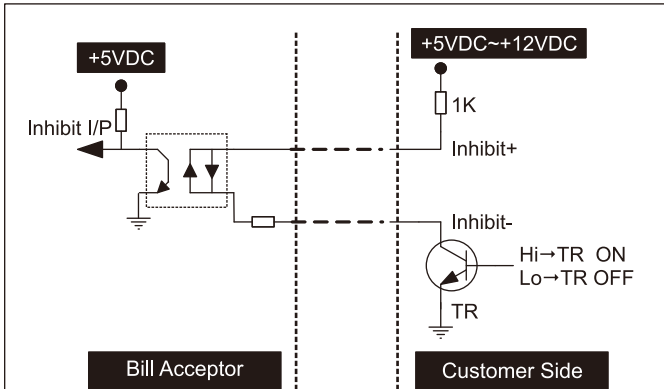 +5VDC
+5VDC~+12VDC
1K
Inhibit I/P
Inhibit+
Inhibit-
Hi→TR ON
Lo→TR OFF
TR
Bill Acceptor
Customer Side